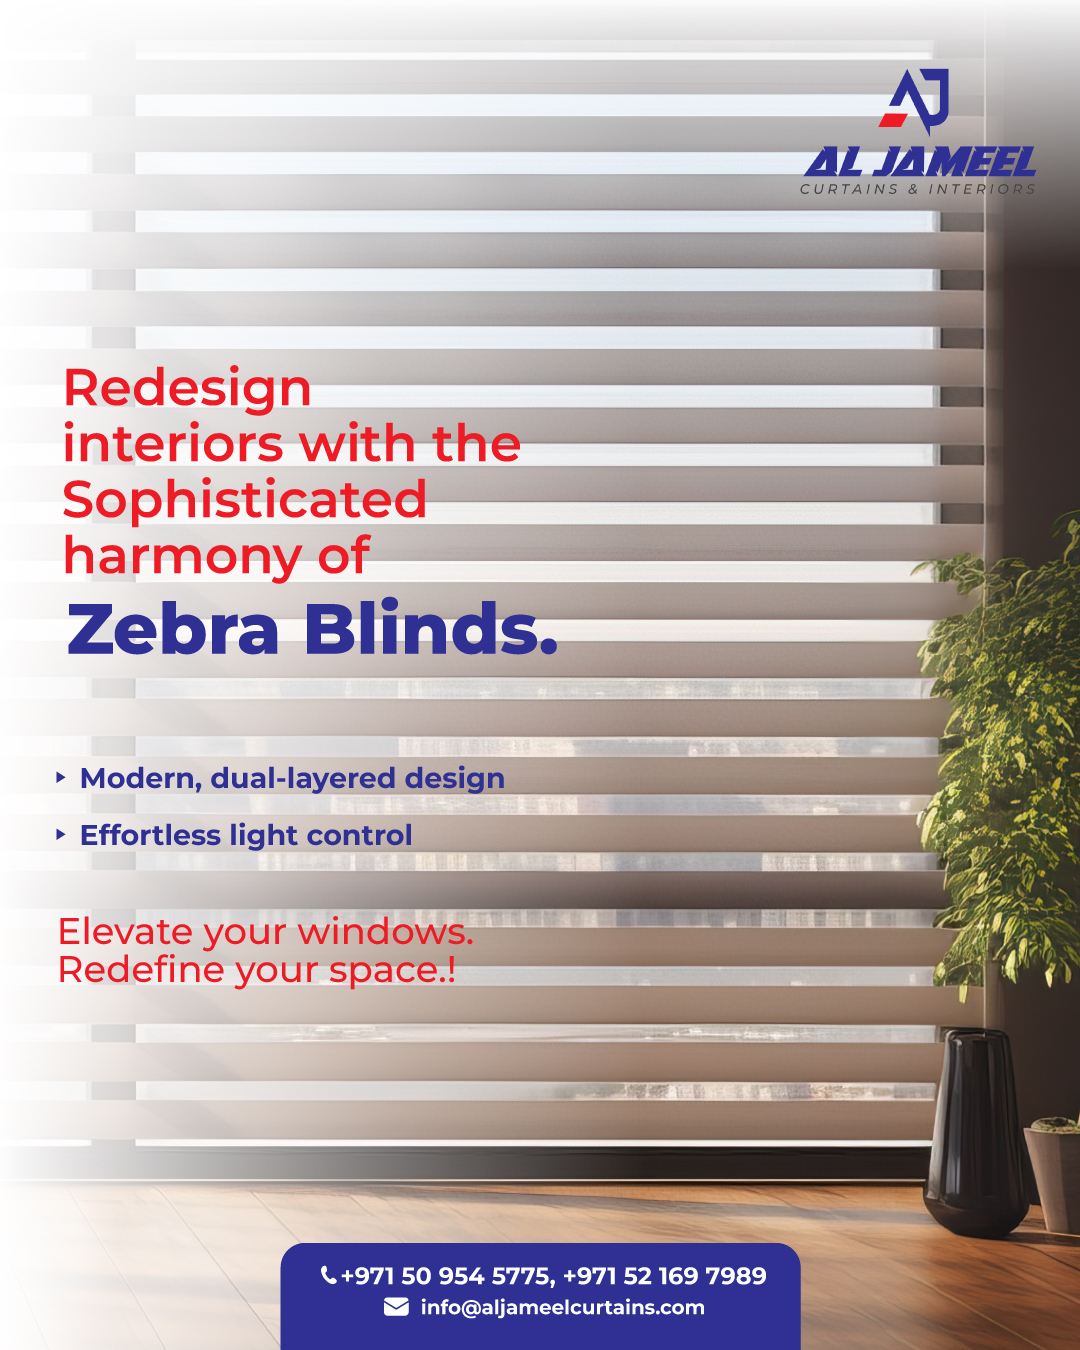 AJ
AL JAMEEL
CURTAINS & INTERIORS
Redesign
interiors with the
Sophisticated
harmony of
Zebra Blinds.
Modern, dual-layered design
Effortless light control
Elevate your windows.
Redefine your space.!
+971 50 954 5775, +971 52 169 7989
info@aljameelcurtains.com